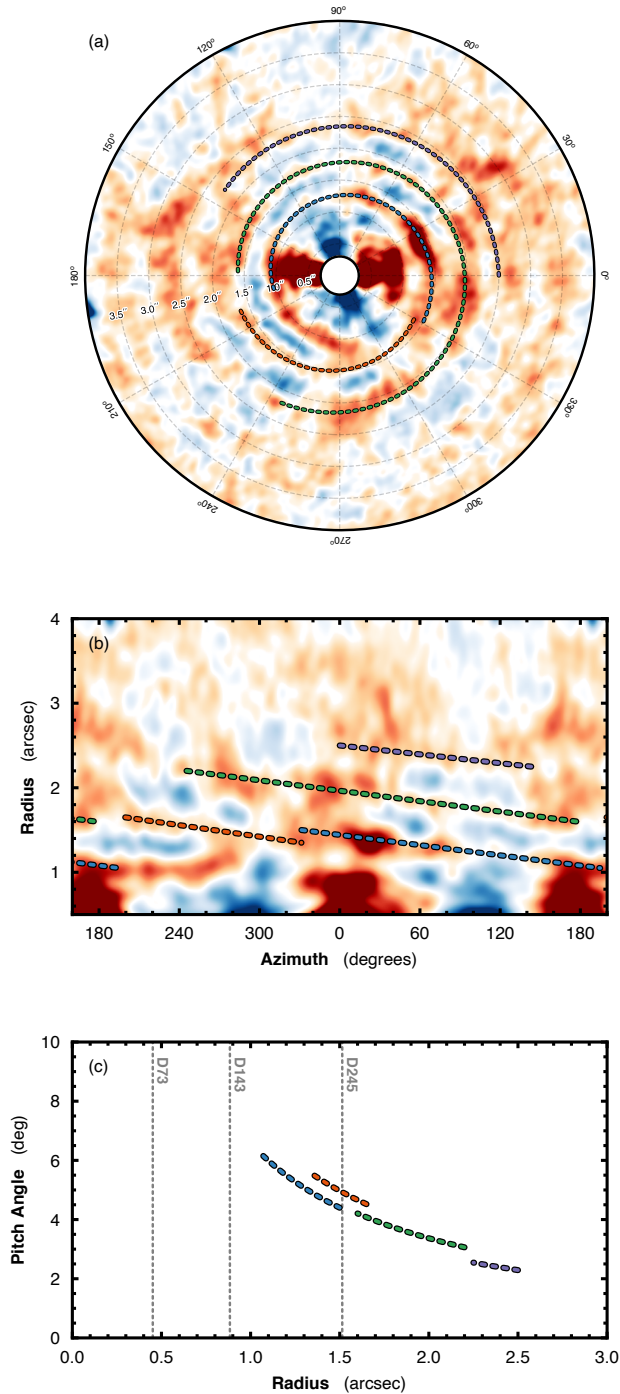 (a)
90°
120°
60°
150°
30°
180°
0°
3.5″ 3.0″ 2.5″ 2.0″ 1.5″ 1.0″ 0.5″
210°
330°
240°
300°
270°
(b)
4
3
2
1
Radius (arcsec)
180 240 300 0 60 120 180
Azimuth (degrees)
(c)
D73 D143 D245
10
8
6
4
2
0
Pitch Angle (deg)
0.0 0.5 1.0 1.5 2.0 2.5 3.0
Radius (arcsec)